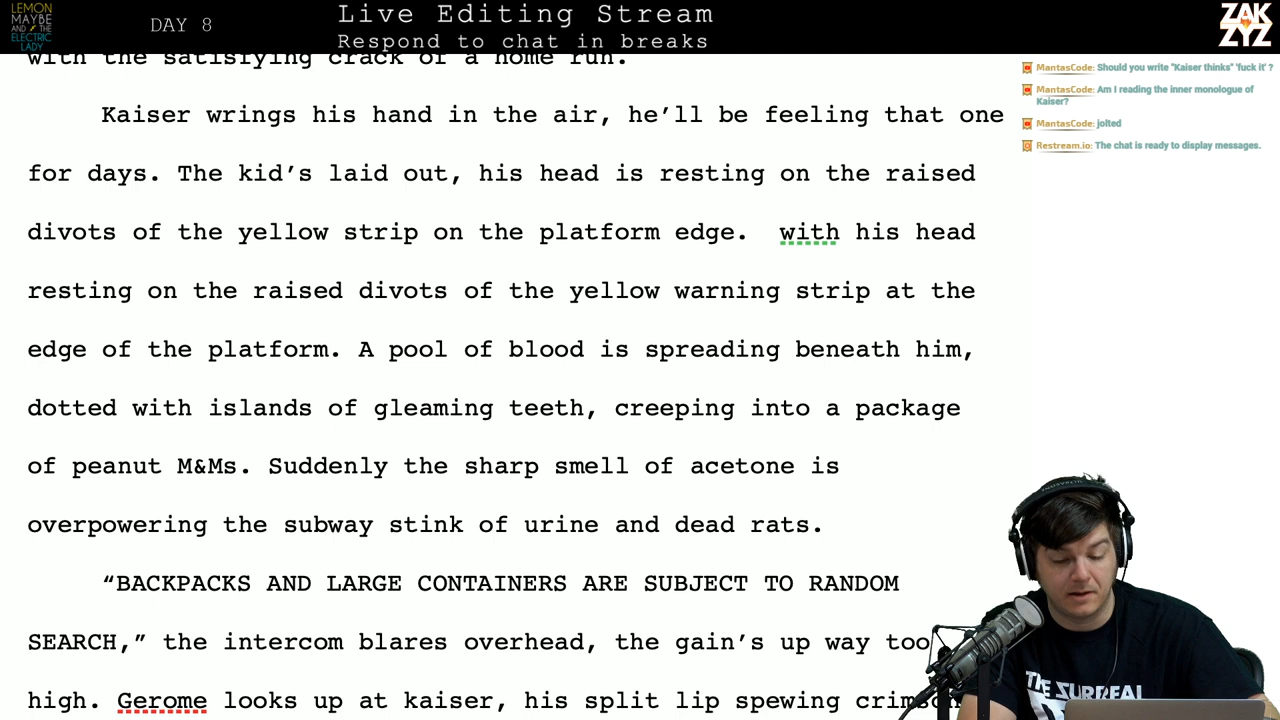 LEMON
MAYBE
AND THE
ELECTRIC
LADY
DAY 8
Live Editing Stream
Respond to chat in breaks
ZAK
ZYZ
with the satisfying crack of a home run.
Kaiser wrings his hand in the air, he’ll be feeling that one
for days. The kid’s laid out, his head is resting on the raised
divots of the yellow strip on the platform edge.  with his head
resting on the raised divots of the yellow warning strip at the
edge of the platform. A pool of blood is spreading beneath him,
dotted with islands of gleaming teeth, creeping into a package
of peanut M&Ms. Suddenly the sharp smell of acetone is
overpowering the subway stink of urine and dead rats.
“BACKPACKS AND LARGE CONTAINERS ARE SUBJECT TO RANDOM
SEARCH,” the intercom blares overhead, the gain’s up way too
high. Gerome looks up at kaiser, his split lip spewing crimson
MantasCode: Should you write "Kaiser thinks" 'fuck it' ?
MantasCode: Am I reading the inner monologue of
Kaiser?
MantasCode: jolted
Restream.io: The chat is ready to display messages.
THE SURREAL